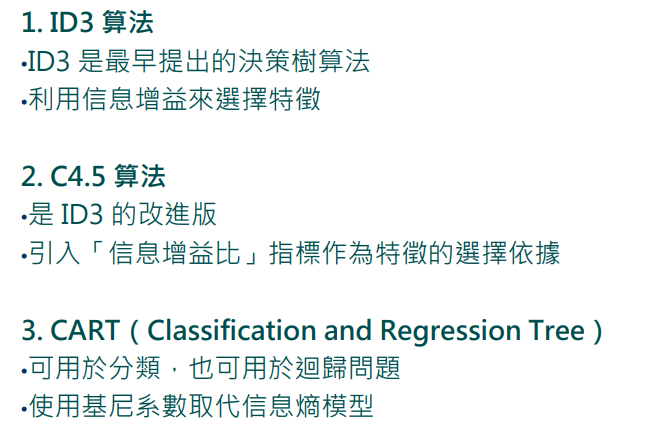 1. ID3 算法
•ID3 是最早提出的決策樹算法
•利用信息增益來選擇特徵
2. C4.5 算法
•是 ID3 的改進版
•引入「信息增益比」指標作為特徵的選擇依據
3. CART（Classification and Regression Tree）
•可用於分類，也可用於迴歸問題
•使用基尼系數取代信息熵模型